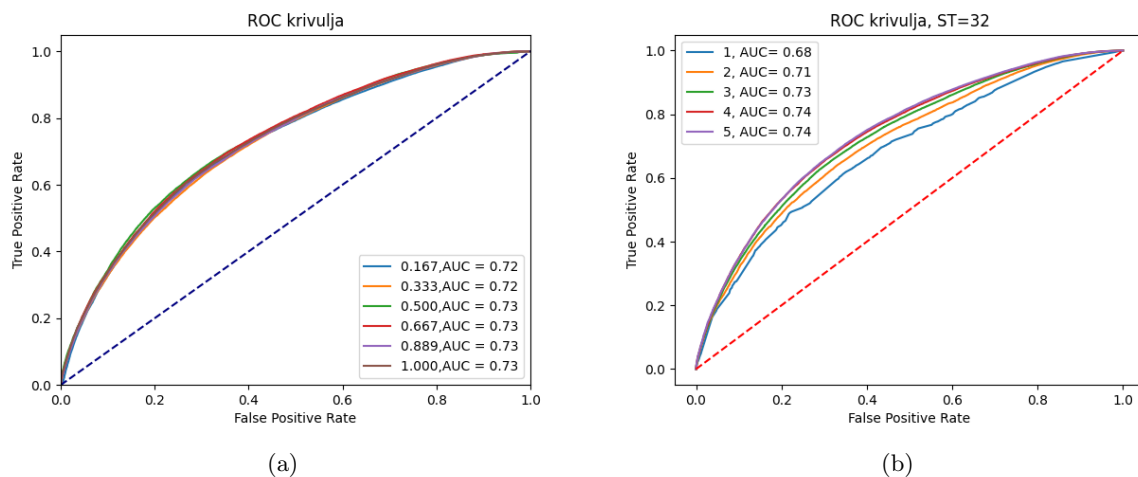 ROC krivulja
True Positive Rate
1.0
0.8
0.6
0.4
0.2
0.0
0.167,AUC = 0.72
0.333,AUC = 0.72
0.500,AUC = 0.73
0.667,AUC = 0.73
0.889,AUC = 0.73
1.000,AUC = 0.73
0.0 0.2 0.4 0.6 0.8 1.0
False Positive Rate
(a)
ROC krivulja, ST=32
True Positive Rate
1.0
0.8
0.6
0.4
0.2
0.0
1, AUC= 0.68
2, AUC= 0.71
3, AUC= 0.73
4, AUC= 0.74
5, AUC= 0.74
0.0 0.2 0.4 0.6 0.8 1.0
False Positive Rate
(b)